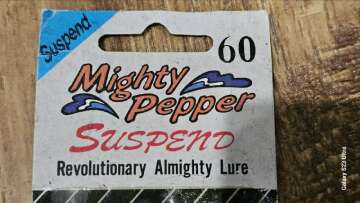 Suspend
60
Mighty
Pepper
SUSPEND
Revolutionary Almighty Lure
Galaxy S23 Ultra